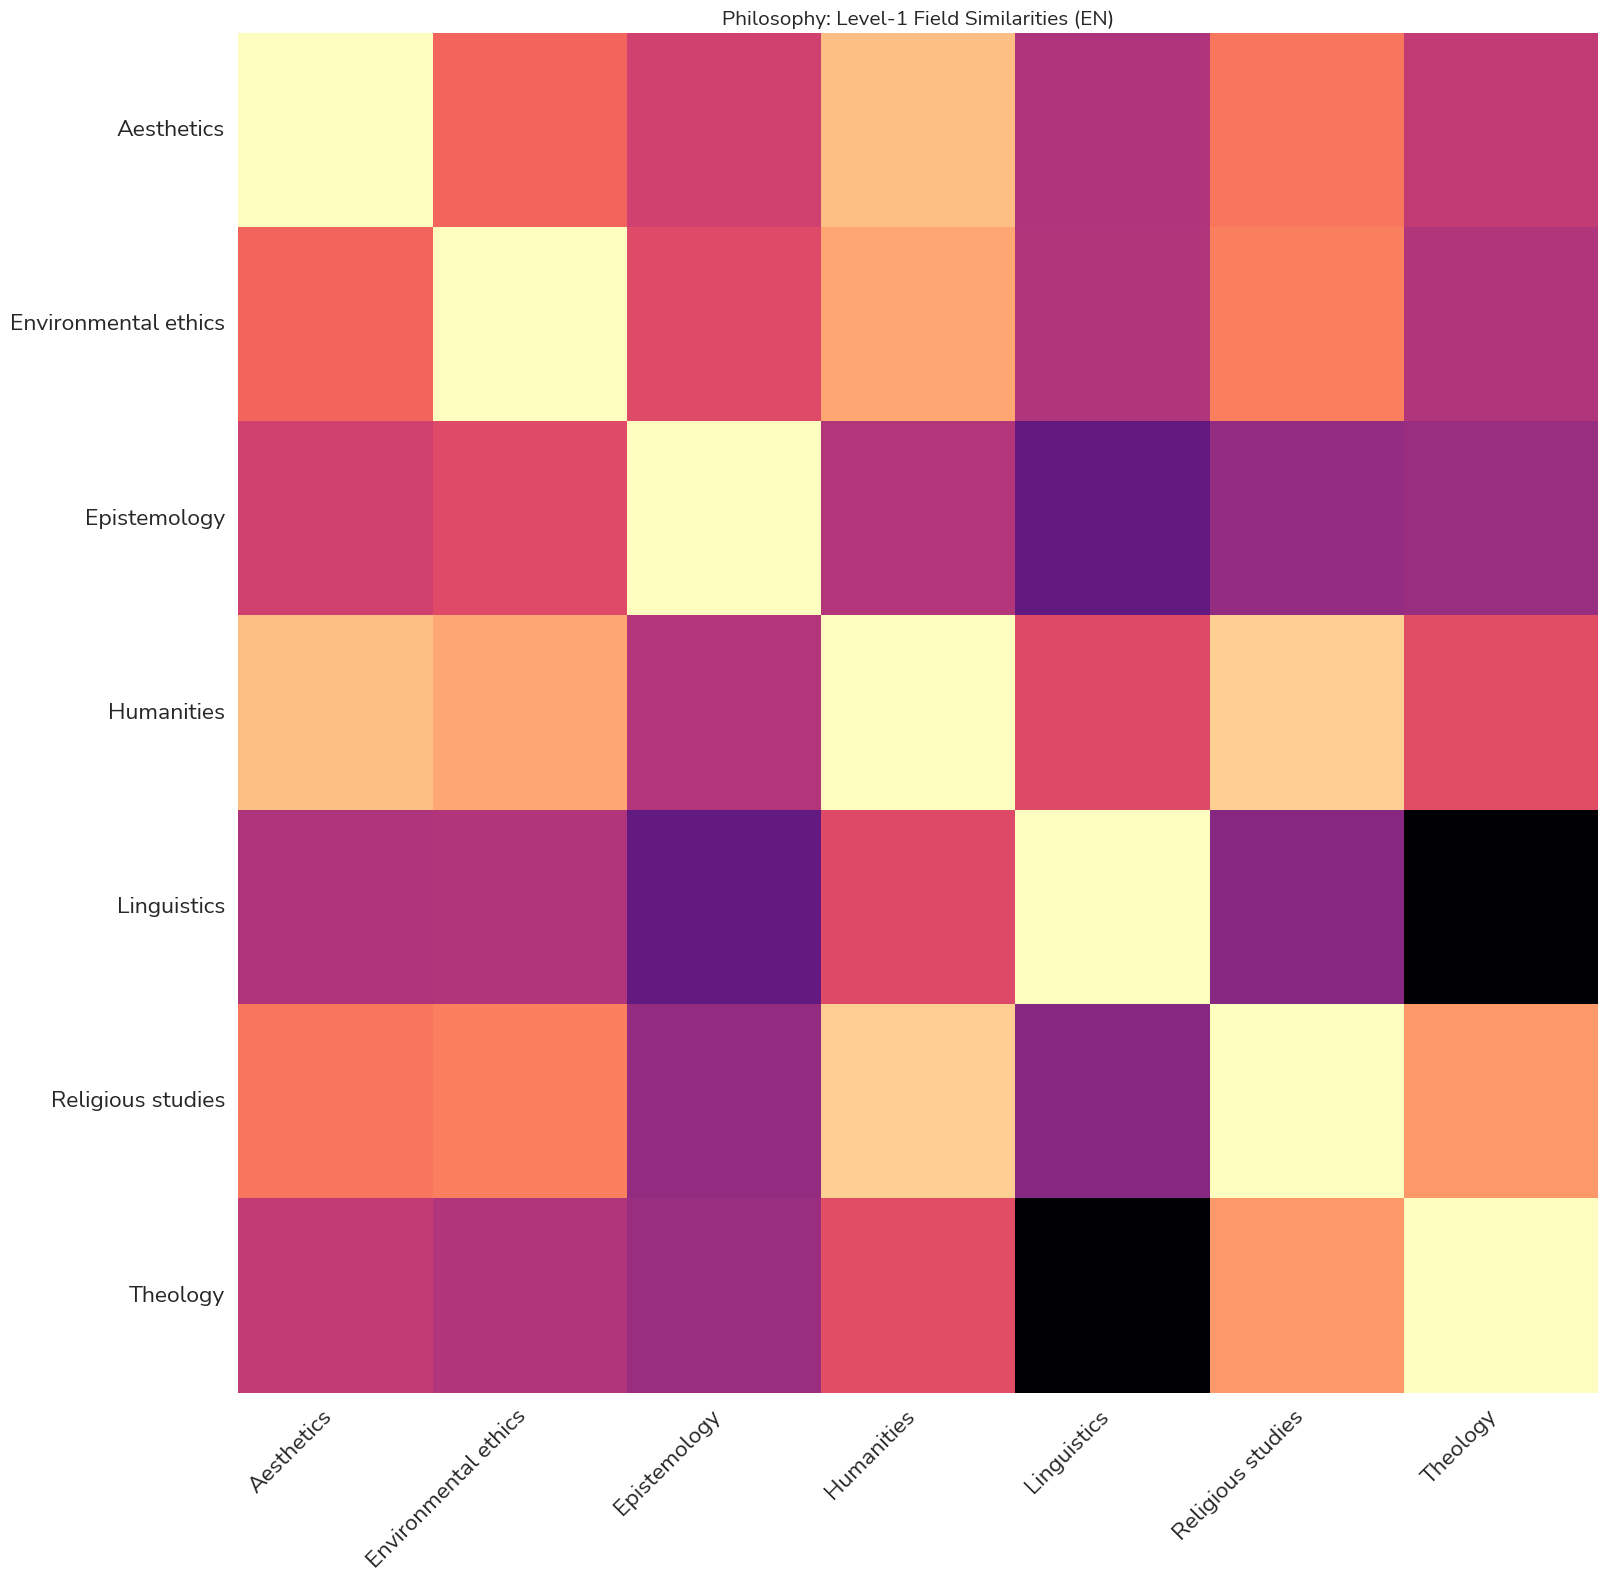 Philosophy: Level-1 Field Similarities (EN)
Aesthetics
Environmental ethics
Epistemology
Humanities
Linguistics
Religious studies
Theology
Aesthetics
Environmental ethics
Epistemology
Humanities
Linguistics
Religious studies
Theology